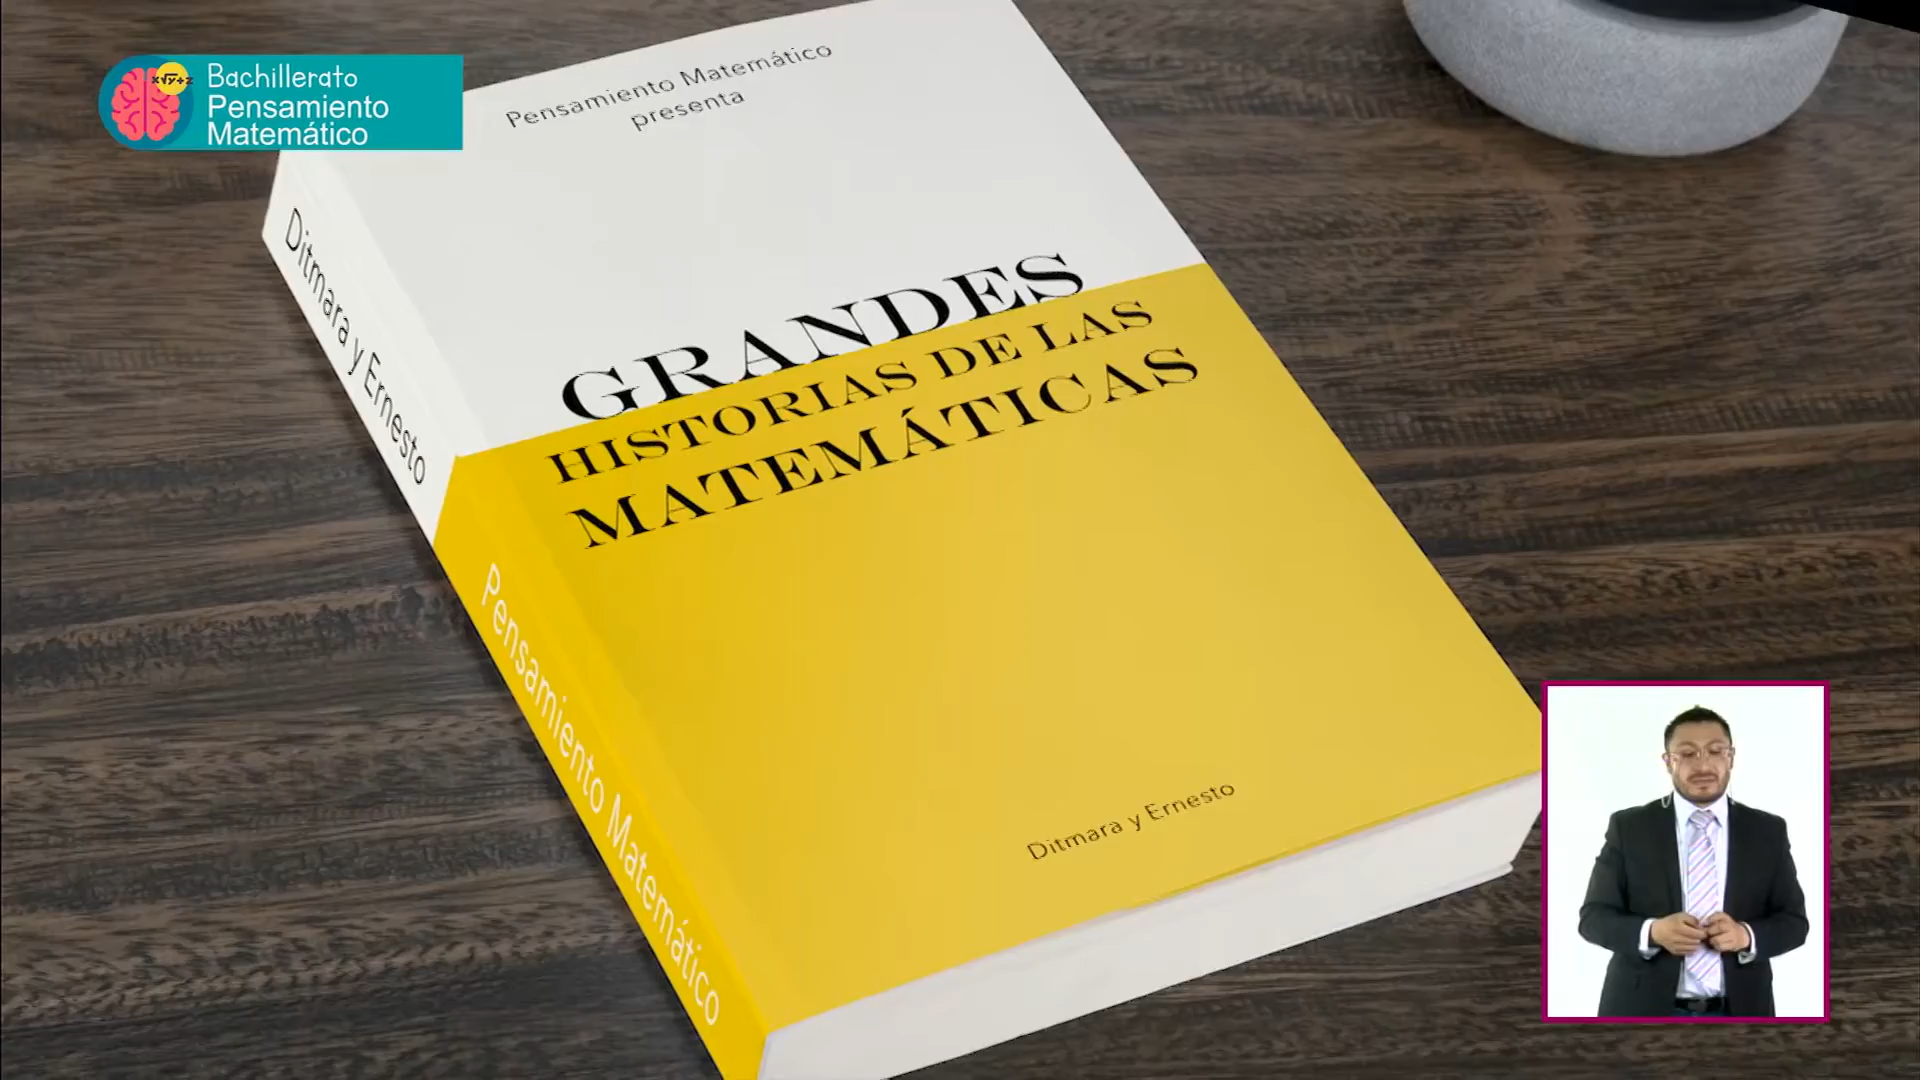 x√y+z
Bachillerato
Pensamiento
Matemático
Pensamiento Matemático
presenta
GRANDES
HISTORIAS DE LAS
MATEMÁTICAS
Ditmara y Ernesto
Ditmara y Ernesto
Pensamiento Matemático